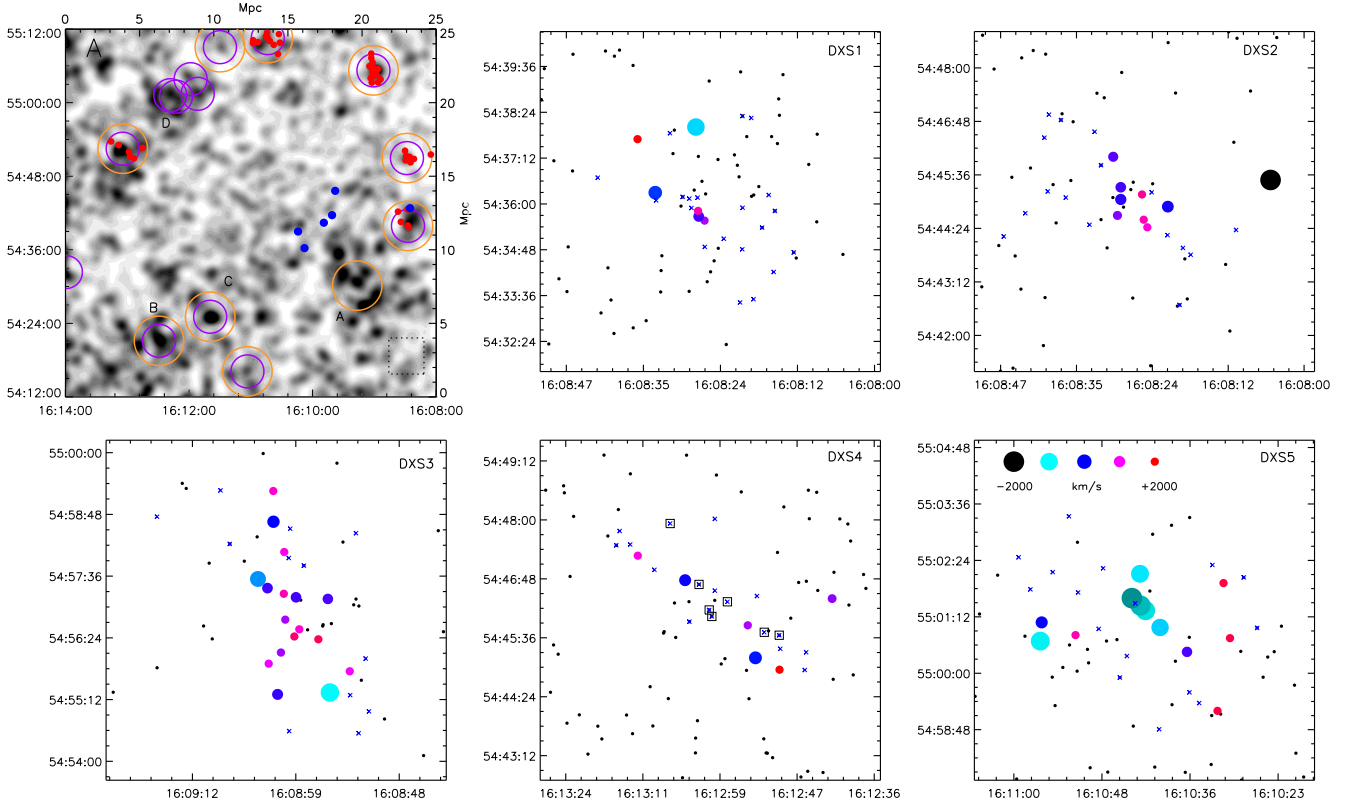 Mpc
0 5 10 15 20 25
55:12:00
55:00:00
54:48:00
54:36:00
54:24:00
54:12:00
A
D
C
B
A
25
20
15
10
5
0
Mpc
16:14:00 16:12:00 16:10:00 16:08:00
DXS1
54:39:36
54:38:24
54:37:12
54:36:00
54:34:48
54:33:36
54:32:24
16:08:47 16:08:35 16:08:24 16:08:12 16:08:00
DXS2
54:48:00
54:46:48
54:45:36
54:44:24
54:43:12
54:42:00
16:08:47 16:08:35 16:08:24 16:08:12 16:08:00
DXS3
55:00:00
54:58:48
54:57:36
54:56:24
54:55:12
54:54:00
16:09:12 16:08:59 16:08:48
DXS4
54:49:12
54:48:00
54:46:48
54:45:36
54:44:24
54:43:12
16:13:24 16:13:11 16:12:59 16:12:47 16:12:36
DXS5
−2000 km/s +2000
55:04:48
55:03:36
55:02:24
55:01:12
55:00:00
54:58:48
16:11:00 16:10:48 16:10:36 16:10:23